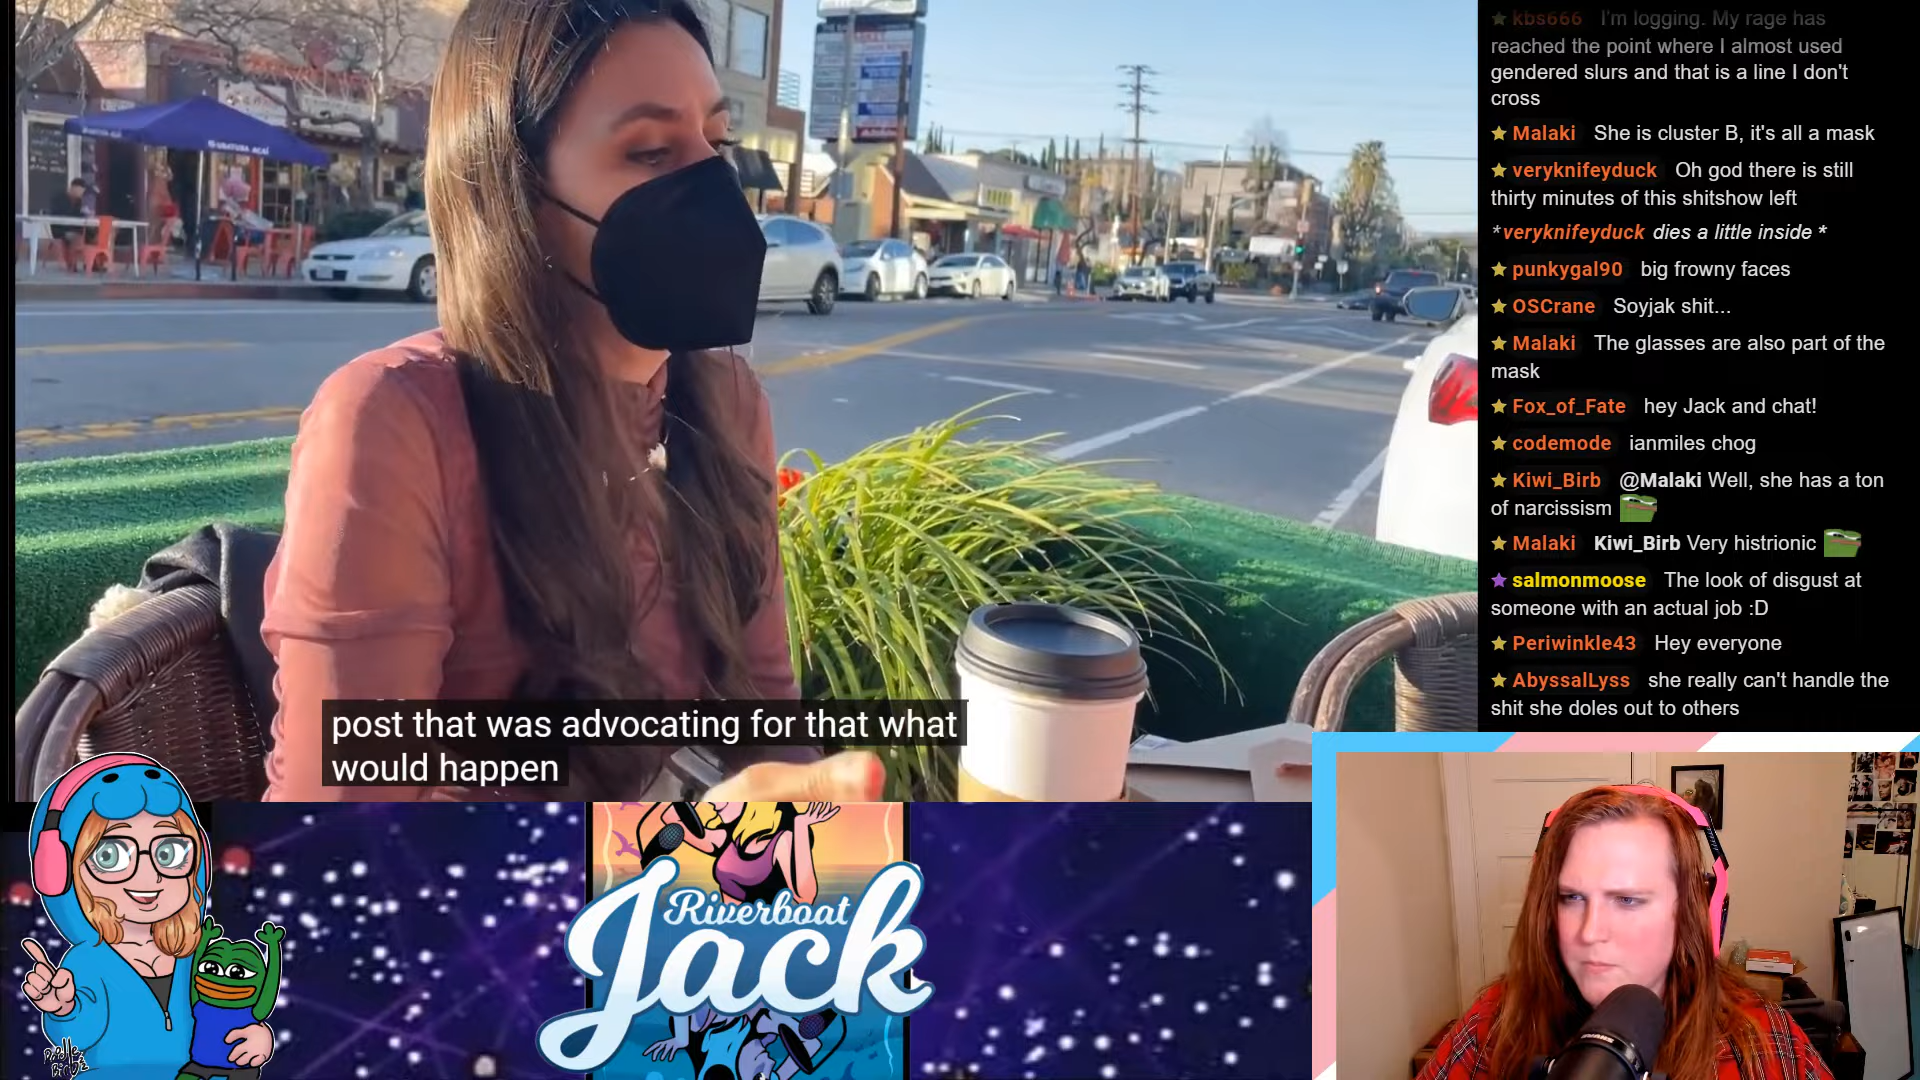 UBATUBA AÇAÍ
post that was advocating for that what
would happen
kbs666 I'm logging. My rage has
reached the point where I almost used
gendered slurs and that is a line I don't
cross
Malaki She is cluster B, it's all a mask
veryknifeyduck Oh god there is still
thirty minutes of this shitshow left
*veryknifeyduck dies a little inside *
punkygal90 big frowny faces
OSCrane Soyjak shit...
Malaki The glasses are also part of the
mask
Fox_of_Fate hey Jack and chat!
codemode ianmiles chog
Kiwi_Birb @Malaki Well, she has a ton
of narcissism
Malaki Kiwi_Birb Very histrionic
salmonmoose The look of disgust at
someone with an actual job :D
Periwinkle43 Hey everyone
AbyssalLyss she really can't handle the
shit she doles out to others
Riverboat
Jack